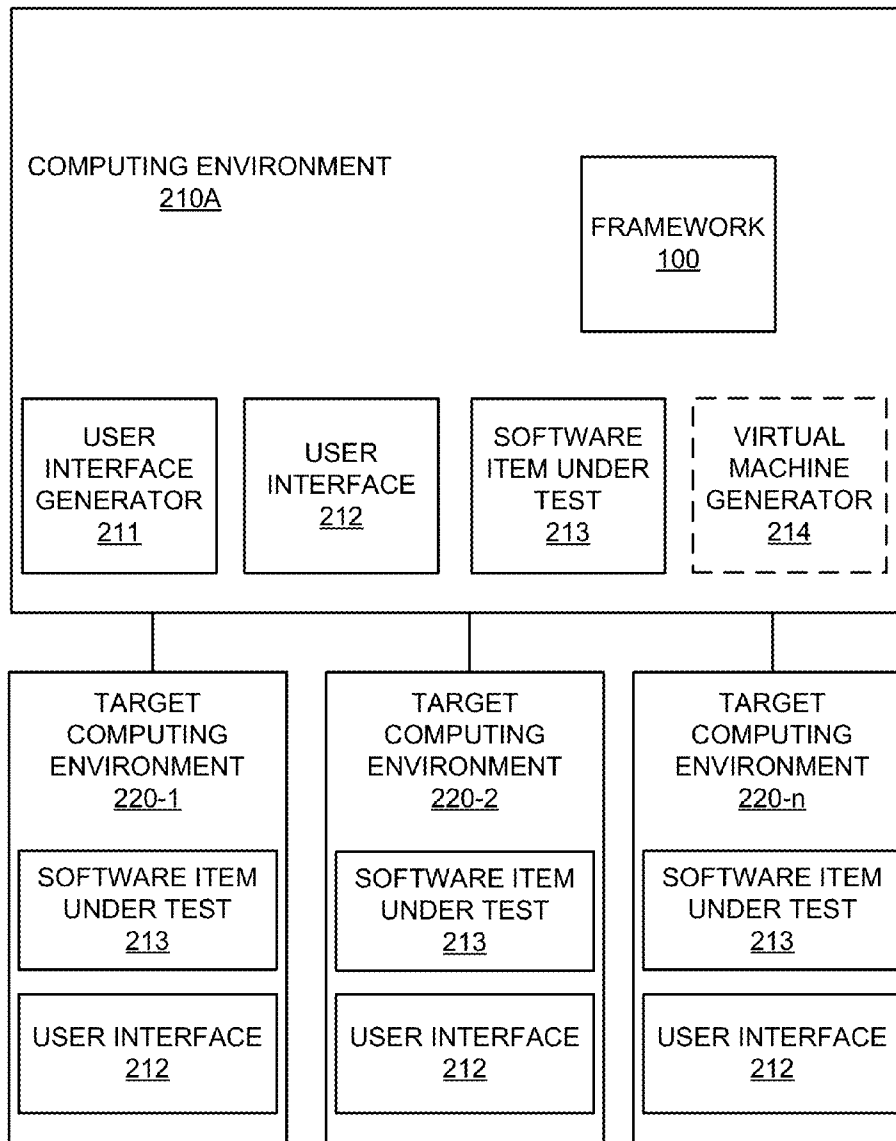 COMPUTING ENVIRONMENT
210A
FRAMEWORK
100
USER
INTERFACE
GENERATOR
211
USER
INTERFACE
212
SOFTWARE
ITEM UNDER
TEST
213
VIRTUAL
MACHINE
GENERATOR
214
TARGET
COMPUTING
ENVIRONMENT
220-1
SOFTWARE ITEM
UNDER TEST
213
USER INTERFACE
212
TARGET
COMPUTING
ENVIRONMENT
220-2
SOFTWARE ITEM
UNDER TEST
213
USER INTERFACE
212
TARGET
COMPUTING
ENVIRONMENT
220-n
SOFTWARE ITEM
UNDER TEST
213
USER INTERFACE
212